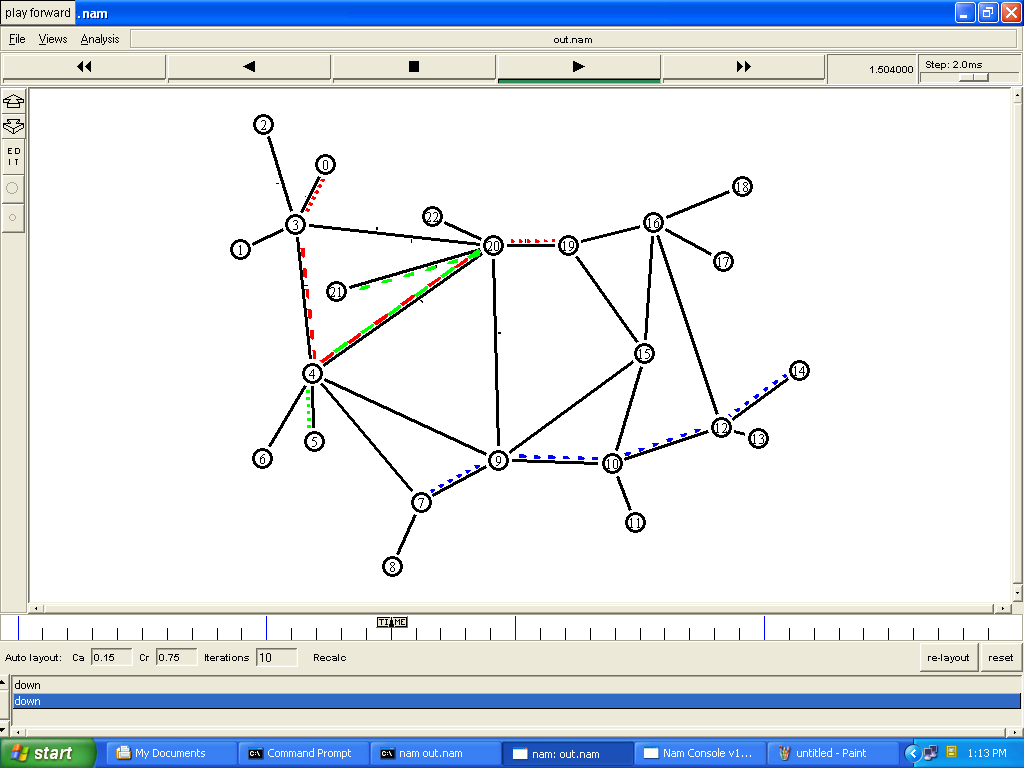 play forward .nam
File Views Analysis out.nam
1.504000 Step: 2.0ms
ED
IT
2
0
18
22
16
3
20 19
1
17
21
15
14
4
12
13
5
6
9
10
7
11
8
TIME
Auto layout: Ca 0.15 Cr 0.75 Iterations 10 Recalc re-layout reset
down
down
start My Documents Command Prompt nam out.nam nam: out.nam Nam Console v1... untitled - Paint 1:13 PM